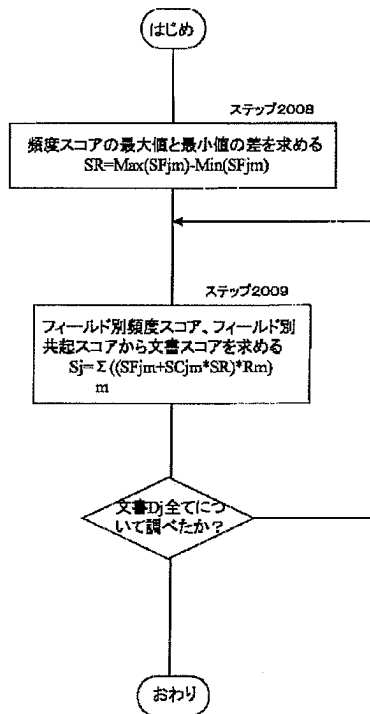 はじめ
ステップ2008
頻度スコアの最大値と最小値の差を求める
SR=Max(SFjm)-Min(SFjm)
ステップ2009
フィールド別頻度スコア、フィールド別
共起スコアから文書スコアを求める
Sj=Σ((SFjm+SCjm*SR)*Rm)
m
文書Dj全てにつ
いて調べたか？
おわり